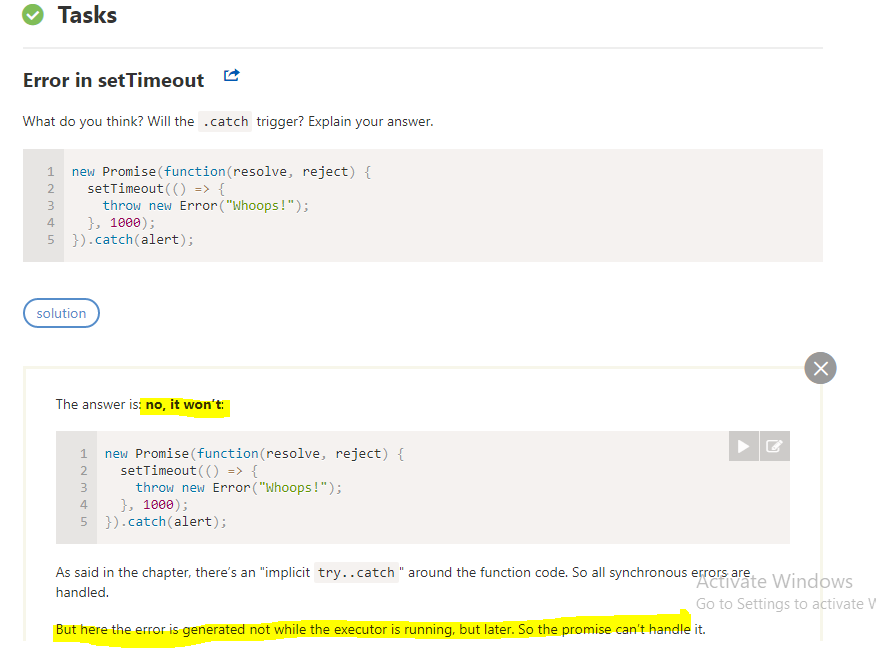 Tasks
Error in setTimeout
What do you think? Will the .catch trigger? Explain your answer.
1 new Promise(function(resolve, reject) {
2   setTimeout(() => {
3     throw new Error("Whoops!");
4   }, 1000);
5 }).catch(alert);
solution
The answer is: no, it won't:
1 new Promise(function(resolve, reject) {
2   setTimeout(() => {
3     throw new Error("Whoops!");
4   }, 1000);
5 }).catch(alert);
As said in the chapter, there's an "implicit try..catch" around the function code. So all synchronous errors are
handled.
Activate Windows
Go to Settings to activate W
But here the error is generated not while the executor is running, but later. So the promise can't handle it.